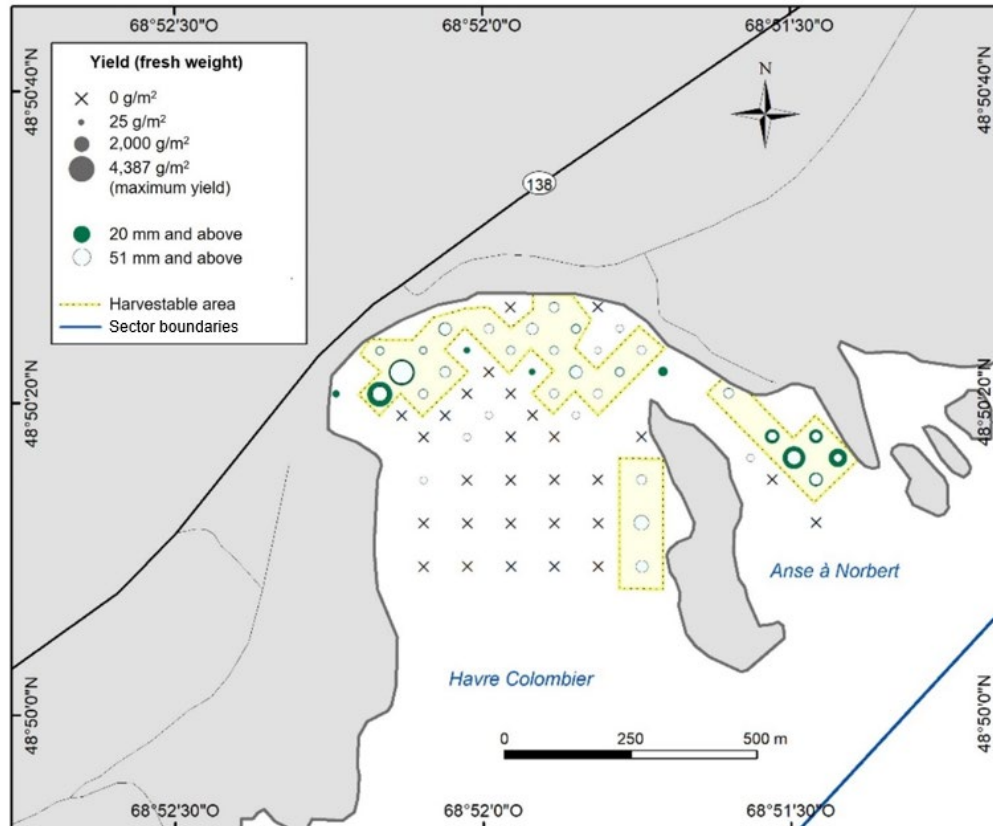 68°52'30"O 68°52'0"O 68°51'30"O
48°50'40"N
48°50'40"N
Yield (fresh weight)
0 g/m²
25 g/m²
2,000 g/m²
4,387 g/m²
(maximum yield)
20 mm and above
51 mm and above
Harvestable area
Sector boundaries
N
138
48°50'20"N
48°50'20"N
Anse à Norbert
Havre Colombier
48°50'0"N
48°50'0"N
0 250 500 m
68°52'30"O 68°52'0"O 68°51'30"O